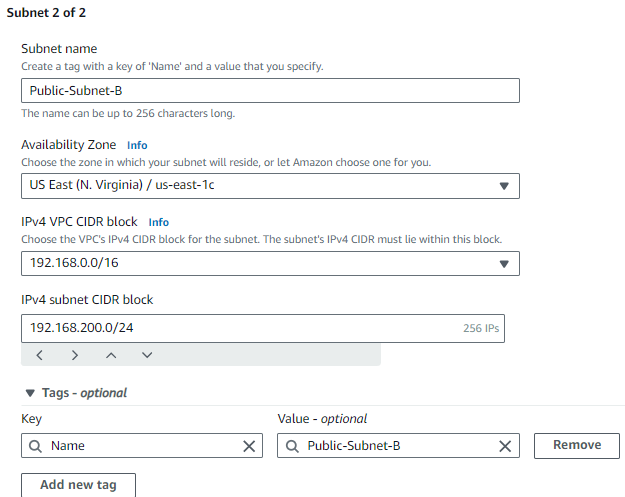 Subnet 2 of 2
Subnet name
Create a tag with a key of 'Name' and a value that you specify.
Public-Subnet-B
The name can be up to 256 characters long.
Availability Zone Info
Choose the zone in which your subnet will reside, or let Amazon choose one for you.
US East (N. Virginia) / us-east-1c
IPv4 VPC CIDR block Info
Choose the VPC's IPv4 CIDR block for the subnet. The subnet's IPv4 CIDR must lie within this block.
192.168.0.0/16
IPv4 subnet CIDR block
192.168.200.0/24 256 IPs
Tags - optional
Key Value - optional
Name Public-Subnet-B Remove
Add new tag